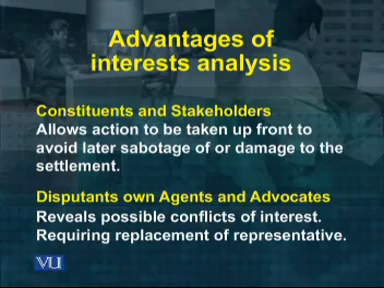 Advantages of
interests analysis
Constituents and Stakeholders
Allows action to be taken up front to
avoid later sabotage of or damage to the
settlement.
Disputants own Agents and Advocates
Reveals possible conflicts of interest.
Requiring replacement of representative.
VU